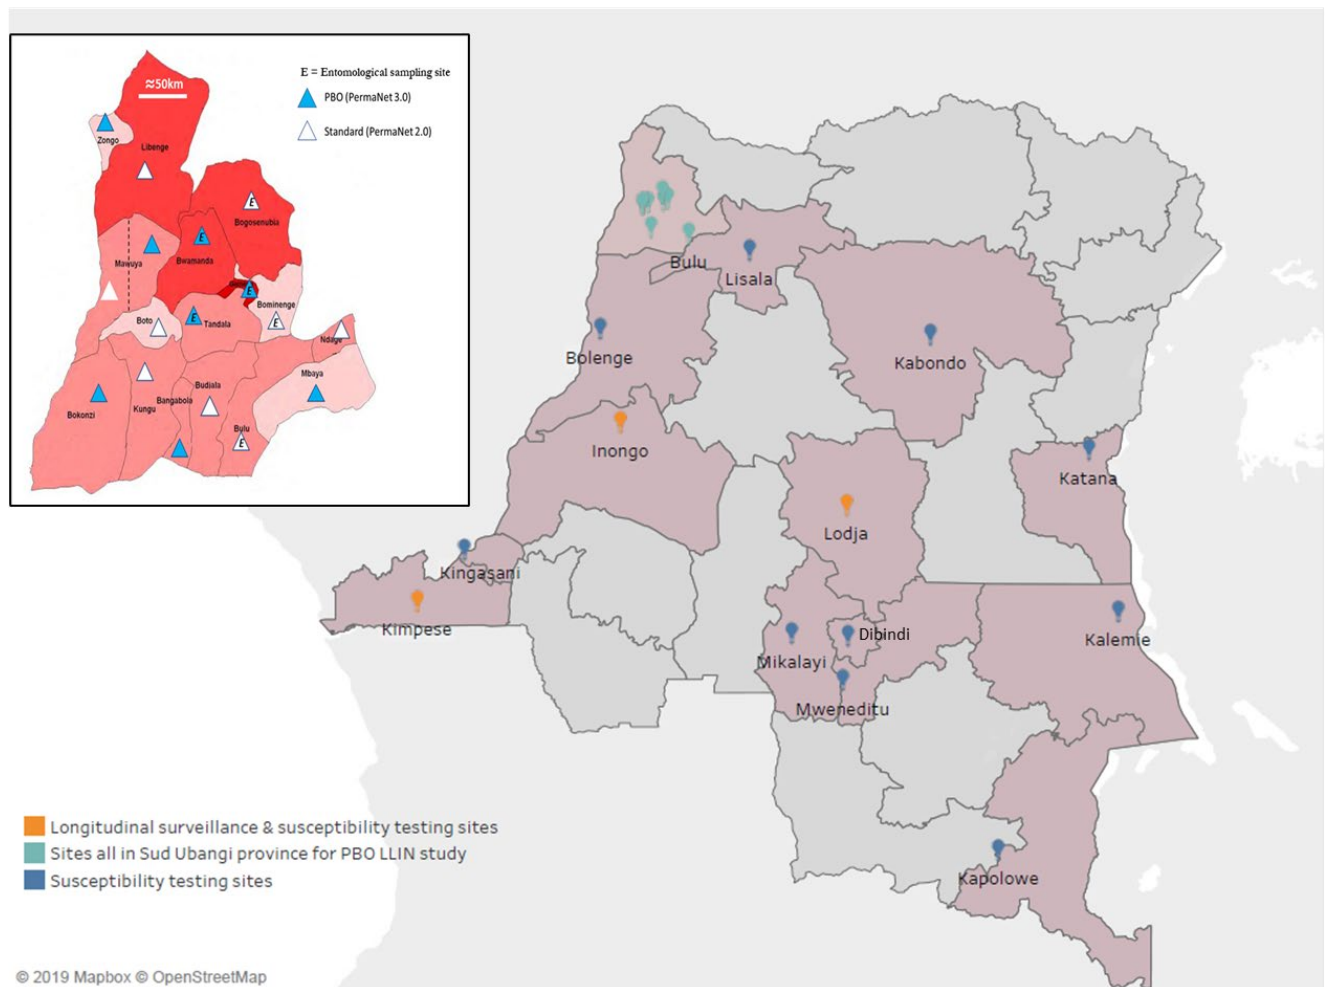 E = Entomological sampling site
≈50km
PBO (PermaNet 3.0)
Standard (PermaNet 2.0)
Zongo
Libenge
E
Bogosenubia
E
Bwamanda
Mawuya
E
Bominenge
E
Boto
E
Tandala
Ndage
Mbaya
Budiala
Bokonzi
Kungu
Bangabola
Bulu
E
Bulu
Lisala
Bolenge
Kabondo
Inongo
Katana
Lodja
Kingasani
Kimpese
Dibindi
Kalemie
Mikalayi
Mweneditu
Longitudinal surveillance & susceptibility testing sites
Sites all in Sud Ubangi province for PBO LLIN study
Susceptibility testing sites
Kapolowe
© 2019 Mapbox © OpenStreetMap